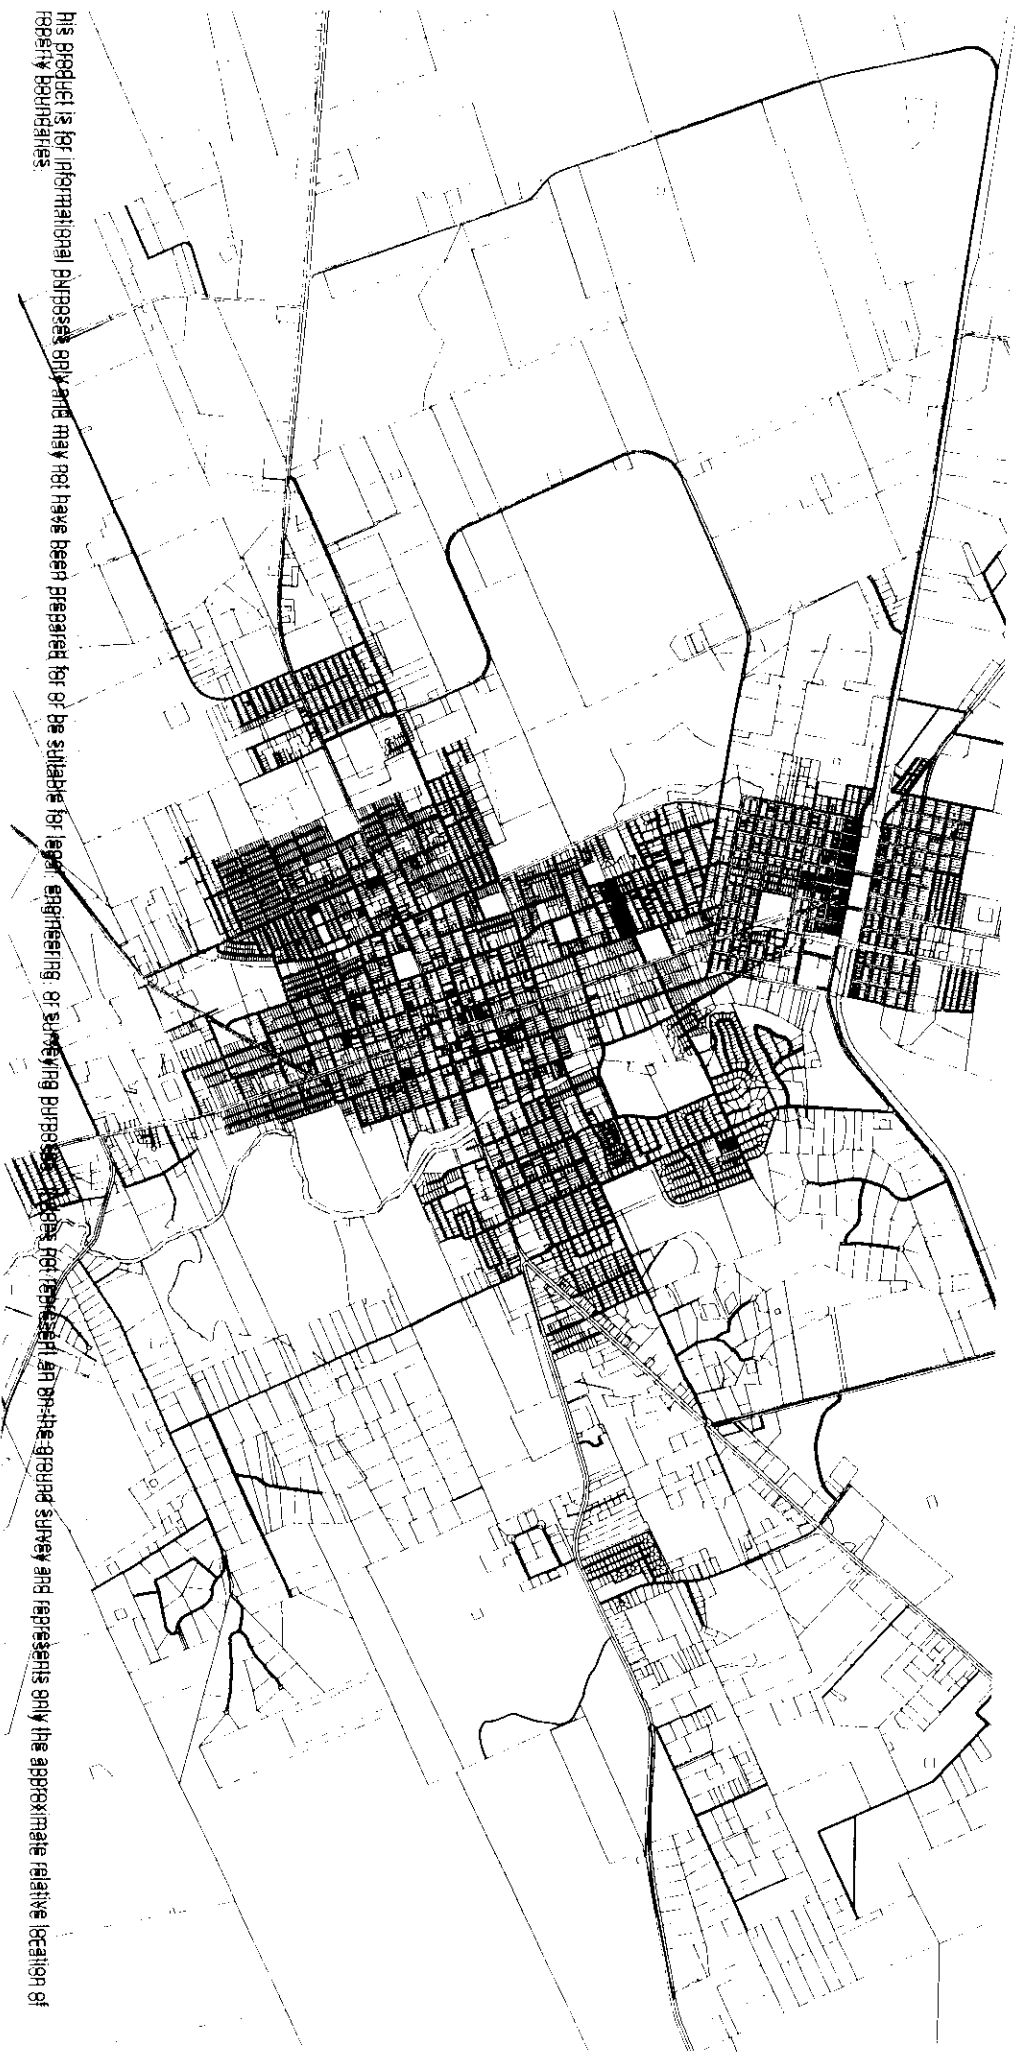 his product is for informational purposes only and may not have been prepared for or be suitable for legal, engineering, or surveying purposes. It does not represent an on-the-ground survey and represents only the approximate relative location of
roperty boundaries.